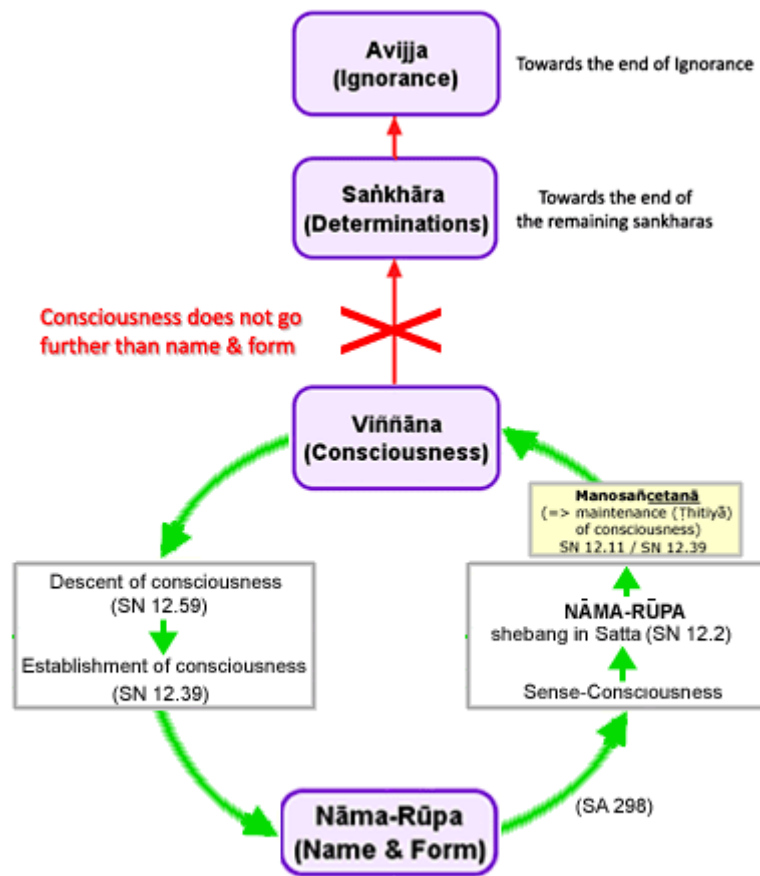 Avijja
(Ignorance)
Towards the end of Ignorance
Saṅkhāra
(Determinations)
Towards the end of
the remaining sankharas
Consciousness does not go
further than name & form
Viññāna
(Consciousness)
Manosañcetanā
(=> maintenance (Ṭhitiyā)
of consciousness)
SN 12.11 / SN 12.39
Descent of consciousness
(SN 12.59)
Establishment of consciousness
(SN 12.39)
NĀMA-RŪPA
shebang in Satta (SN 12.2)
Sense-Consciousness
(SA 298)
Nāma-Rūpa
(Name & Form)